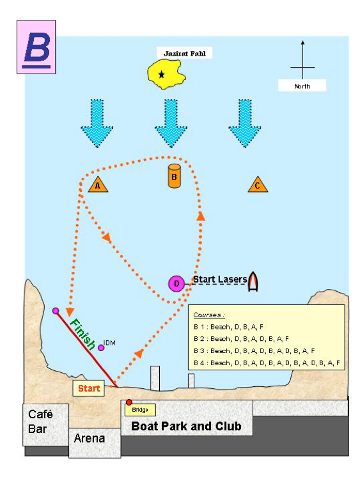 B
Jazirat Fahl
North
A
B
C
D
Start Lasers
Finish
IDM
Start
Courses :
B 1 : Beach, D, B, A, F
B 2 : Beach, D, B, A, D, B, A, F
B 3 : Beach, D, B, A, D, B, A, D, B, A, F
B 4 : Beach, D, B, A, D, B, A, D, B, A, D, B, A, F
Bridge
Café
Bar
Arena
Boat Park and Club